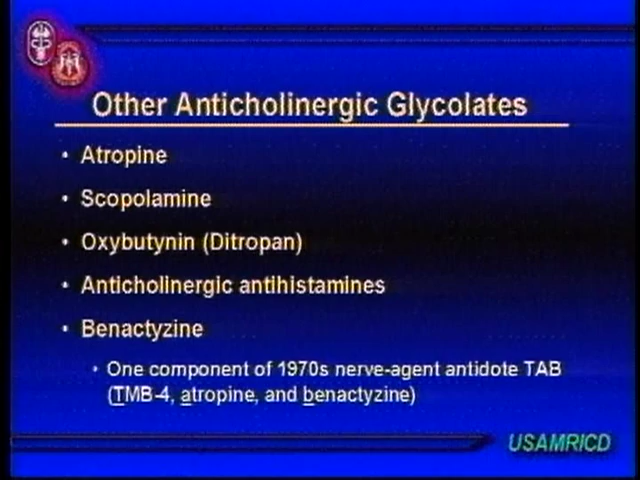 Other Anticholinergic Glycolates
• Atropine
• Scopolamine
• Oxybutynin (Ditropan)
• Anticholinergic antihistamines
• Benactyzine
• One component of 1970s nerve-agent antidote TAB
(TMB-4, atropine, and benactyzine)
USAMRICD